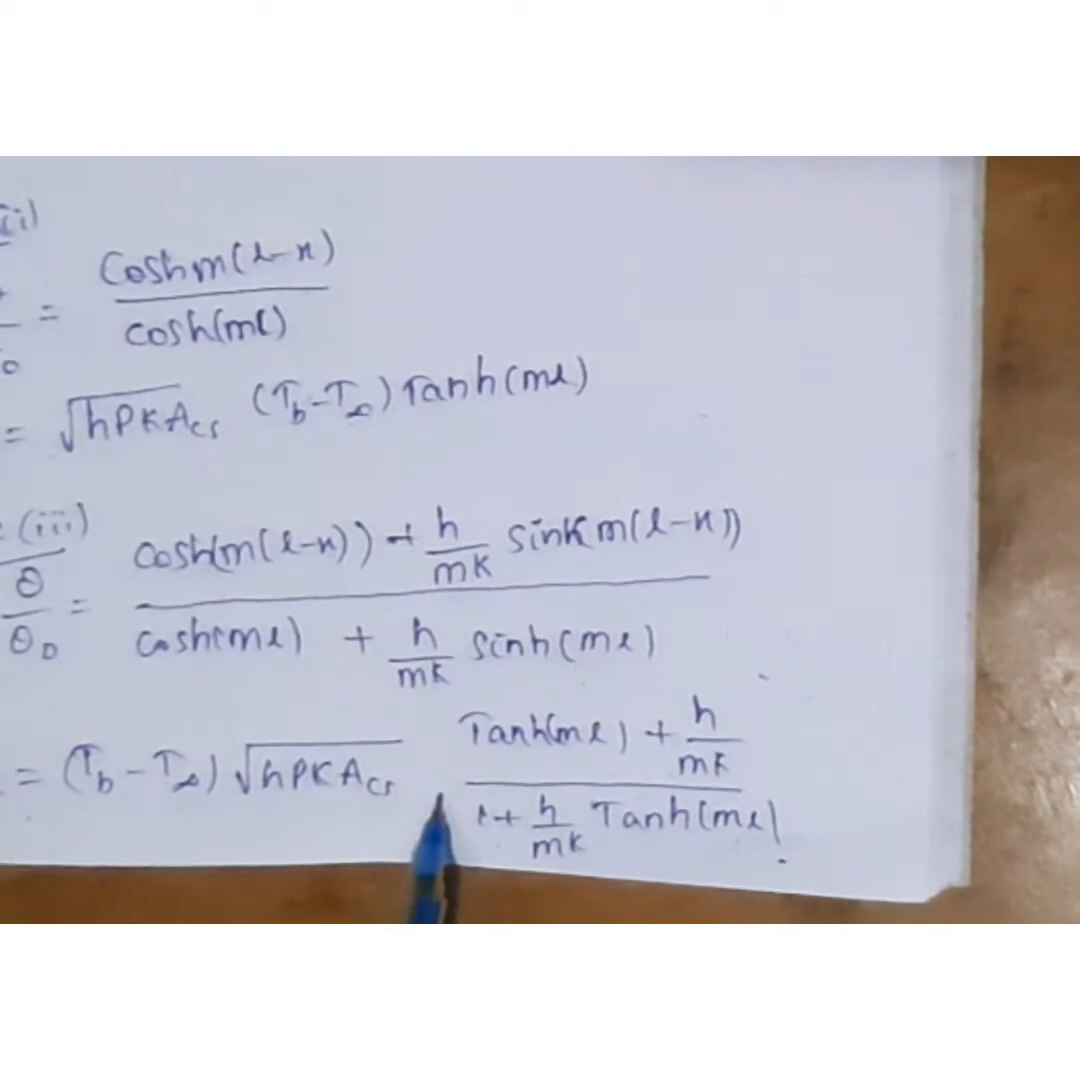 (ii)
= Coshm(l-x)
cosh(ml)
= √hPKAcs (Tb-T∞) Tanh(ml)
(iii)
θ/θ0 = cosh(m(l-x)) + h/mk sinh(m(l-x))
cosh(ml) + h/mk sinh(ml)
= (Tb-T∞) √hPKAcs Tanh(ml) + h/mk
1+ h/mk Tanh(ml)